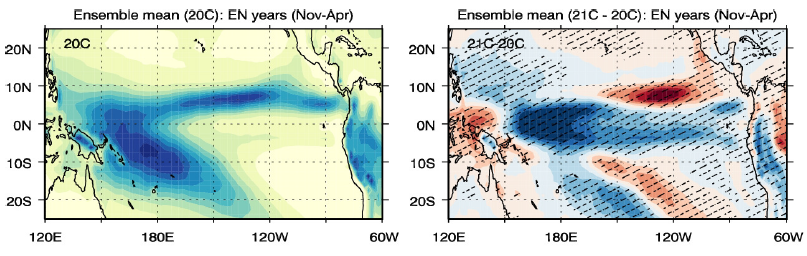 Ensemble mean (20C): EN years (Nov-Apr)
20C
20N
10N
0N
10S
20S
120E 180E 120W 60W
Ensemble mean (21C - 20C): EN years (Nov-Apr)
21C-20C
20N
10N
0N
10S
20S
120E 180E 120W 60W